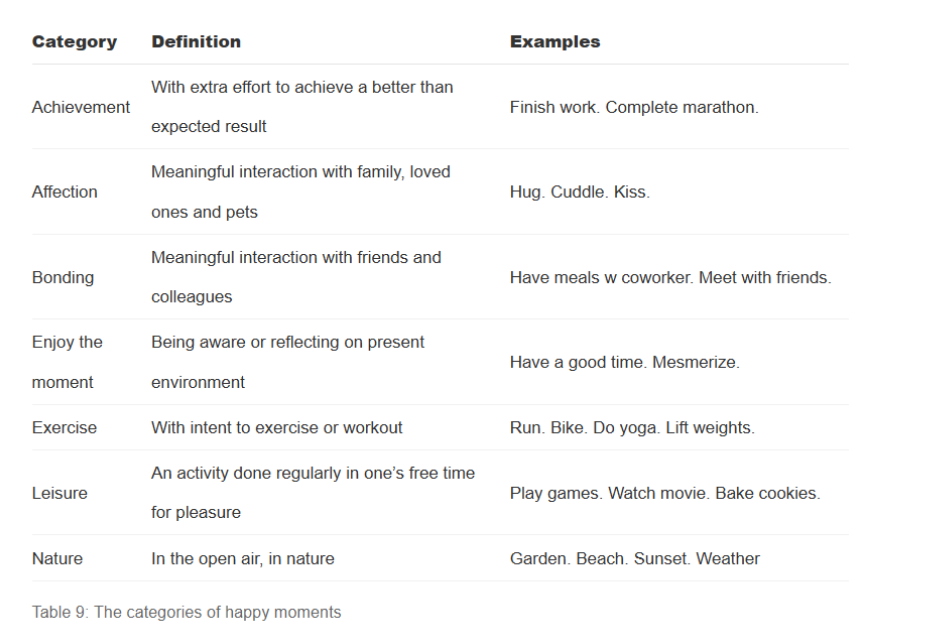 Category Definition Examples
Achievement With extra effort to achieve a better than expected result Finish work. Complete marathon.
Affection Meaningful interaction with family, loved ones and pets Hug. Cuddle. Kiss.
Bonding Meaningful interaction with friends and colleagues Have meals w coworker. Meet with friends.
Enjoy the moment Being aware or reflecting on present environment Have a good time. Mesmerize.
Exercise With intent to exercise or workout Run. Bike. Do yoga. Lift weights.
Leisure An activity done regularly in one’s free time for pleasure Play games. Watch movie. Bake cookies.
Nature In the open air, in nature Garden. Beach. Sunset. Weather
Table 9: The categories of happy moments